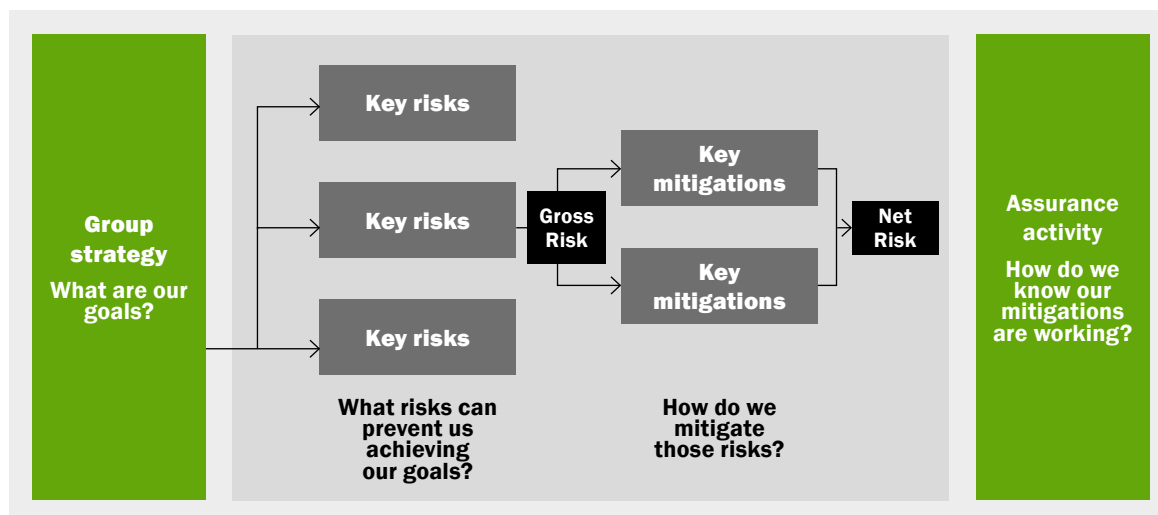 Group
strategy
What are our
goals?
Key risks
Key risks
Key risks
What risks can
prevent us
achieving
our goals?
Gross
Risk
Key
mitigations
Key
mitigations
How do we
mitigate
those risks?
Net
Risk
Assurance
activity
How do we
know our
mitigations
are working?